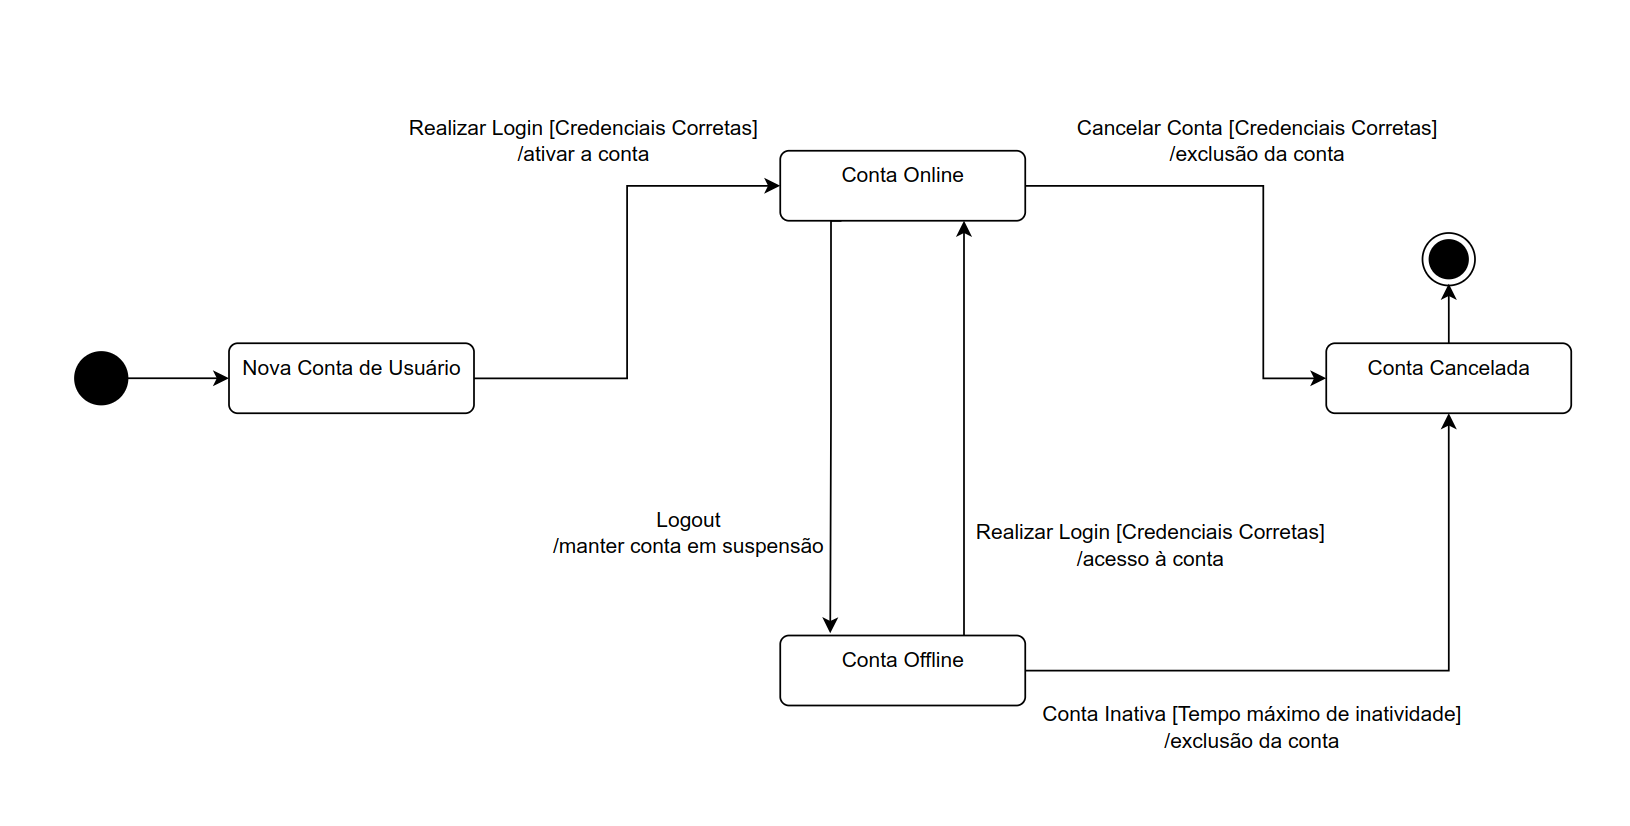 Realizar Login [Credenciais Corretas]
/ativar a conta
Cancelar Conta [Credenciais Corretas]
/exclusão da conta
Conta Online
Nova Conta de Usuário
Conta Cancelada
Logout
/manter conta em suspensão
Realizar Login [Credenciais Corretas]
/acesso à conta
Conta Offline
Conta Inativa [Tempo máximo de inatividade]
/exclusão da conta